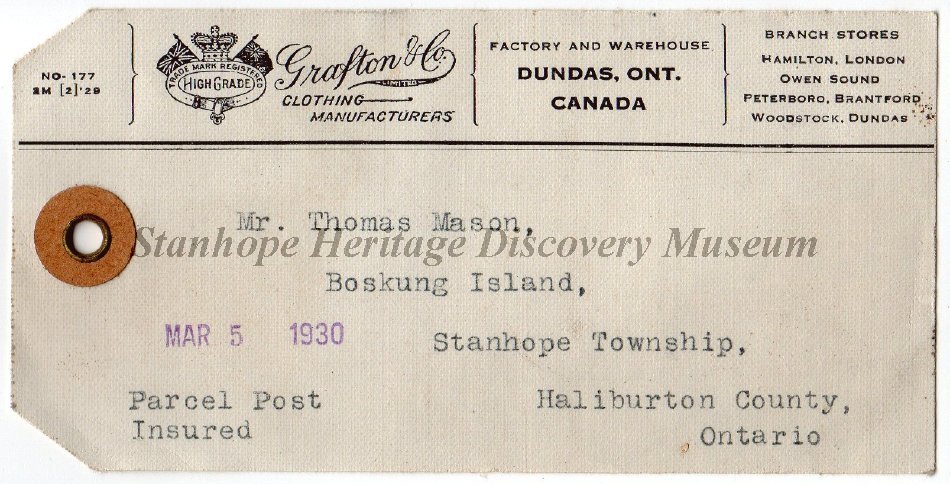 NO- 177
2M [2]'29
TRADE MARK REGISTERED
HIGH GRADE
Grafton & Co.
LIMITED
CLOTHING
MANUFACTURERS
FACTORY AND WAREHOUSE
DUNDAS, ONT.
CANADA
BRANCH STORES
HAMILTON, LONDON
OWEN SOUND
PETERBORO, BRANTFORD
WOODSTOCK, DUNDAS
Mr. Thomas Mason,
Stanhope Heritage Discovery Museum
Boskung Island,
MAR 5 1930
Stanhope Township,
Parcel Post
Haliburton County,
Insured
Ontario